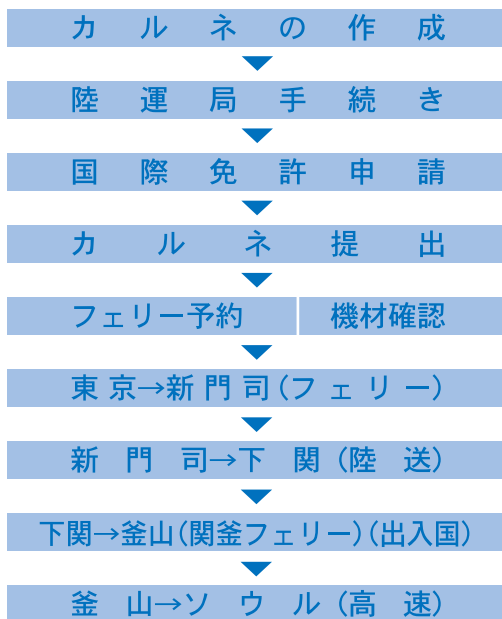 カルネの作成
陸運局手続き
国際免許申請
カルネ提出
フェリー予約 機材確認
東京→新門司(フェリー)
新門司→下関(陸送)
下関→釜山(関釜フェリー)(出入国)
釜山→ソウル(高速)